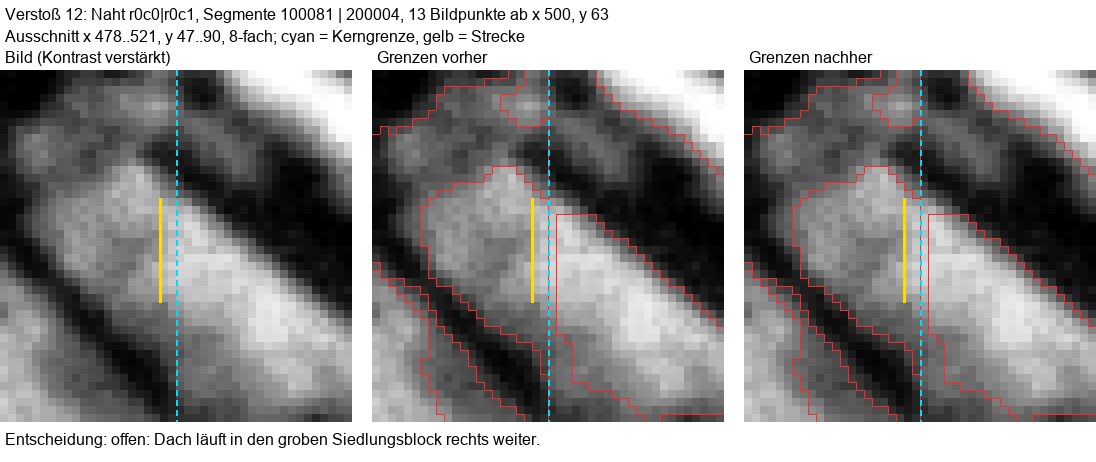 Verstoß 12: Naht r0c0|r0c1, Segmente 100081 | 200004, 13 Bildpunkte ab x 500, y 63
Ausschnitt x 478..521, y 47..90, 8-fach; cyan = Kerngrenze, gelb = Strecke
Bild (Kontrast verstärkt)
Grenzen vorher
Grenzen nachher
Entscheidung: offen: Dach läuft in den groben Siedlungsblock rechts weiter.